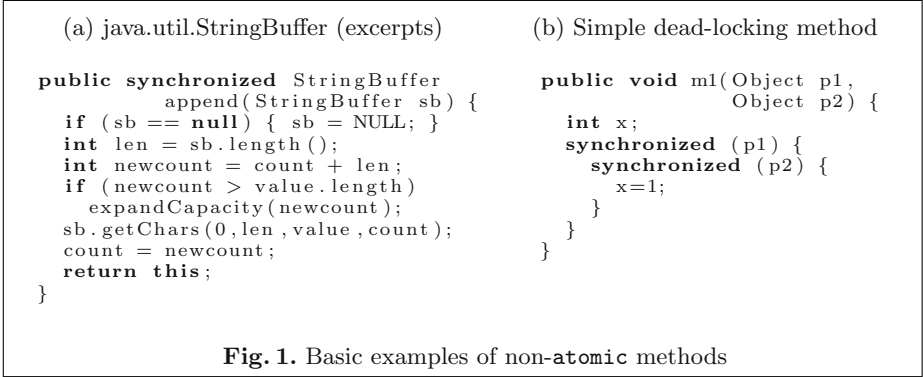 (a) java.util.StringBuffer (excerpts)
public synchronized StringBuffer
append(StringBuffer sb) {
if (sb == null) { sb = NULL; }
int len = sb.length();
int newcount = count + len;
if (newcount > value.length)
expandCapacity(newcount);
sb.getChars(0,len,value,count);
count = newcount;
return this;
}
(b) Simple dead-locking method
public void m1(Object p1,
Object p2) {
int x;
synchronized (p1) {
synchronized (p2) {
x=1;
}
}
}
Fig. 1. Basic examples of non-atomic methods